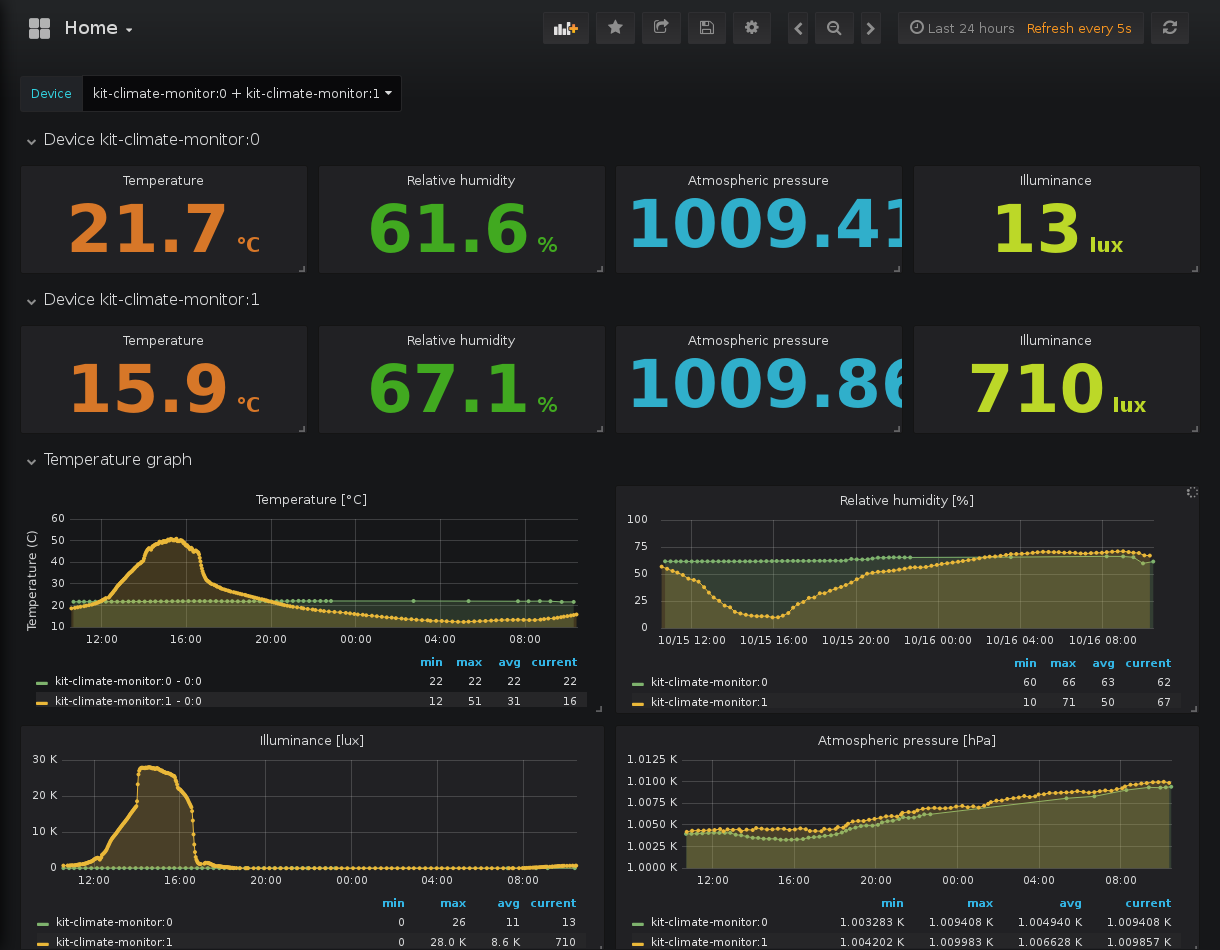 Home
Last 24 hours Refresh every 5s
Device kit-climate-monitor:0 + kit-climate-monitor:1
Device kit-climate-monitor:0
Temperature Relative humidity Atmospheric pressure Illuminance
21.7 °C 61.6 % 1009.41 13 lux
Device kit-climate-monitor:1
Temperature Relative humidity Atmospheric pressure Illuminance
15.9 °C 67.1 % 1009.86 710 lux
Temperature graph
Temperature [°C]
Temperature (C)
60
50
40
30
20
10
12:00 16:00 20:00 00:00 04:00 08:00
min max avg current
kit-climate-monitor:0 - 0:0 22 22 22 22
kit-climate-monitor:1 - 0:0 12 51 31 16
Relative humidity [%]
100
75
50
25
0
10/15 12:00 10/15 16:00 10/15 20:00 10/16 00:00 10/16 04:00 10/16 08:00
min max avg current
kit-climate-monitor:0 60 66 63 62
kit-climate-monitor:1 10 71 50 67
Illuminance [lux]
30 K
20 K
10 K
0
12:00 16:00 20:00 00:00 04:00 08:00
min max avg current
kit-climate-monitor:0 0 26 11 13
kit-climate-monitor:1 0 28.0 K 8.6 K 710
Atmospheric pressure [hPa]
1.0125 K
1.0100 K
1.0075 K
1.0050 K
1.0025 K
1.0000 K
12:00 16:00 20:00 00:00 04:00 08:00
min max avg current
kit-climate-monitor:0 1.003283 K 1.009408 K 1.004940 K 1.009408 K
kit-climate-monitor:1 1.004202 K 1.009983 K 1.006628 K 1.009857 K